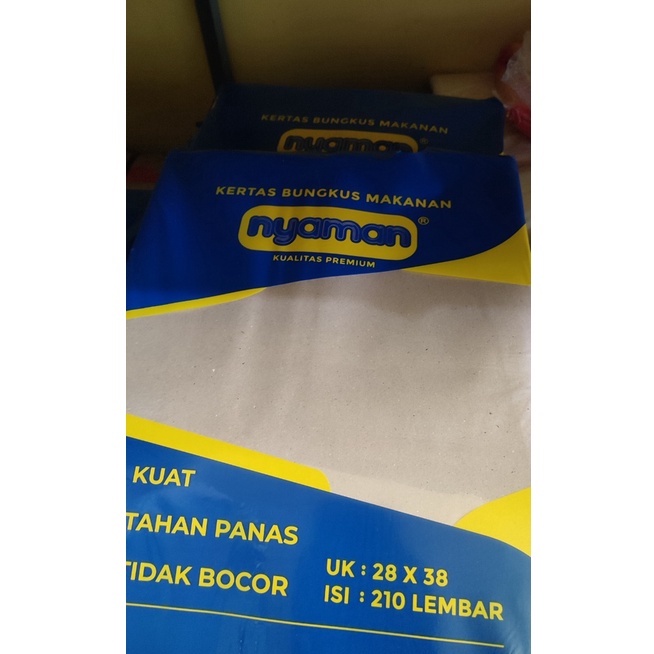 KERTAS BUNGKUS MAKANAN
nyaman
KERTAS BUNGKUS MAKANAN
nyaman®
KUALITAS PREMIUM
KUAT
TAHAN PANAS
TIDAK BOCOR
UK : 28 X 38
ISI : 210 LEMBAR